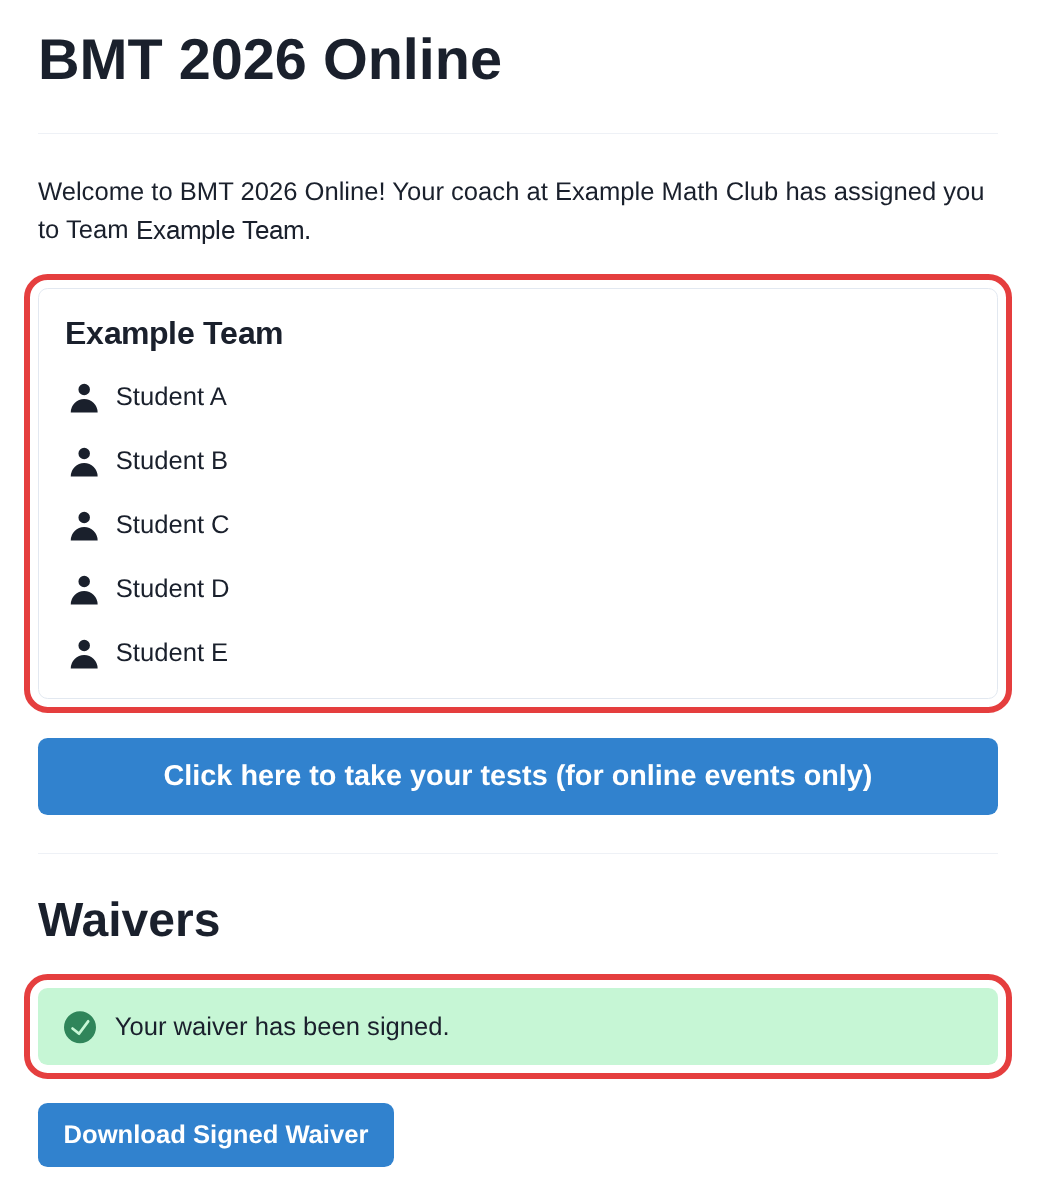 BMT 2026 Online
Welcome to BMT 2026 Online! Your coach at Example Math Club has assigned you
to Team Example Team.
Example Team
Student A
Student B
Student C
Student D
Student E
Click here to take your tests (for online events only)
Waivers
Your waiver has been signed.
Download Signed Waiver